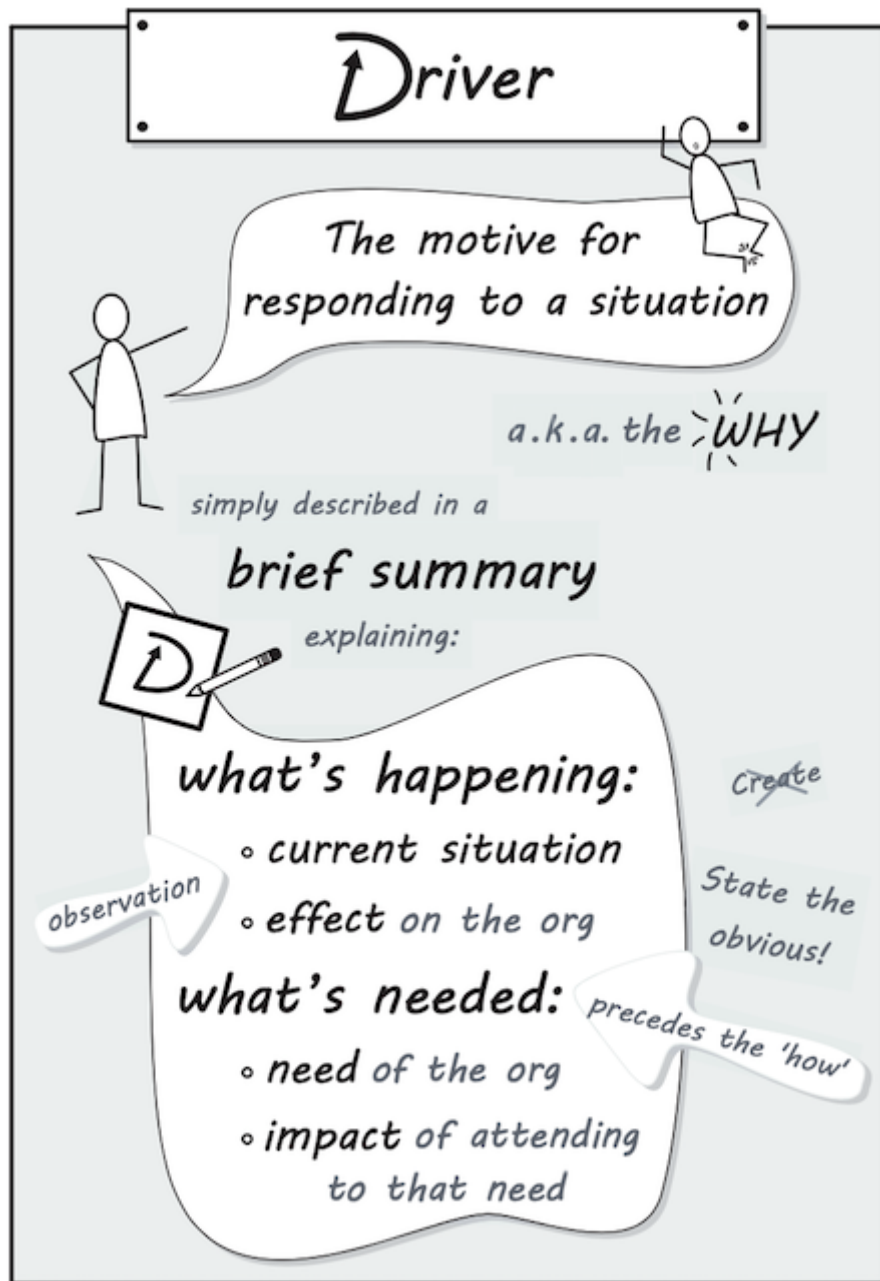 Driver
The motive for
responding to a situation
a.k.a. the WHY
simply described in a
brief summary
explaining:
D
what's happening:
Create
current situation
observation
effect on the org
State the
obvious!
what's needed:
precedes the 'how'
need of the org
impact of attending
to that need